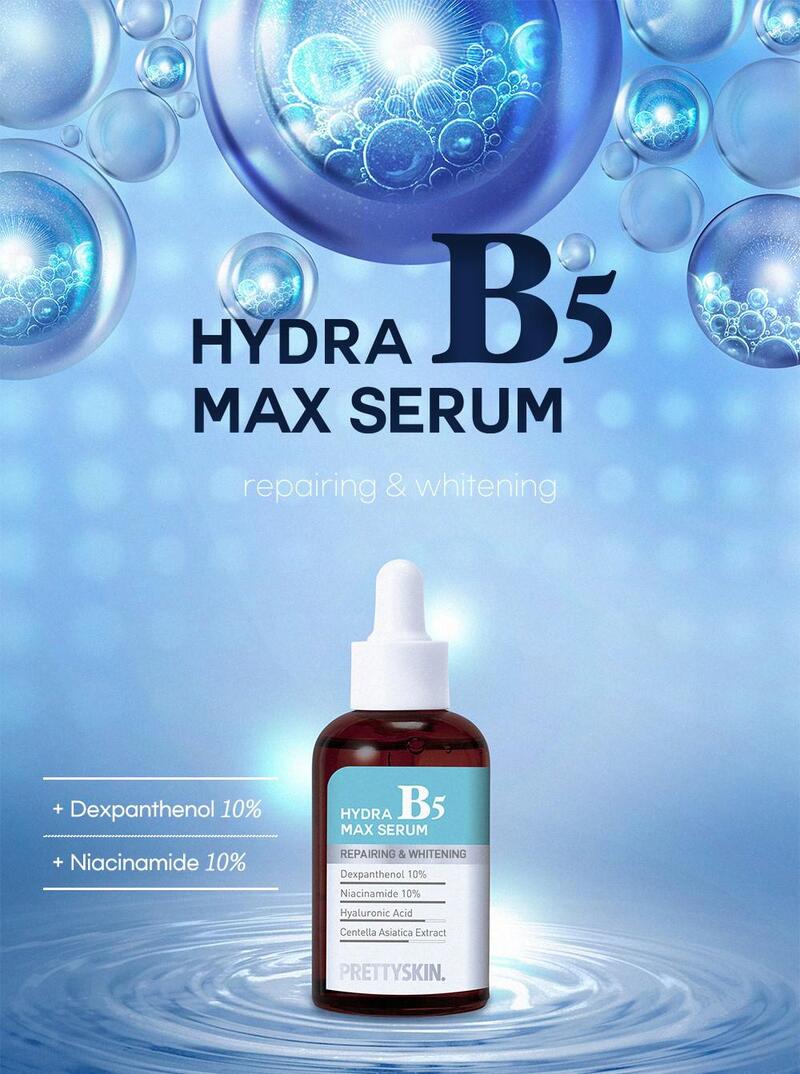 HYDRA B5
MAX SERUM
repairing & whitening
+ Dexpanthenol 10%
+ Niacinamide 10%
HYDRA B5
MAX SERUM
REPAIRING & WHITENING
Dexpanthenol 10%
Niacinamide 10%
Hyaluronic Acid
Centella Asiatica Extract
PRETTYSKIN.